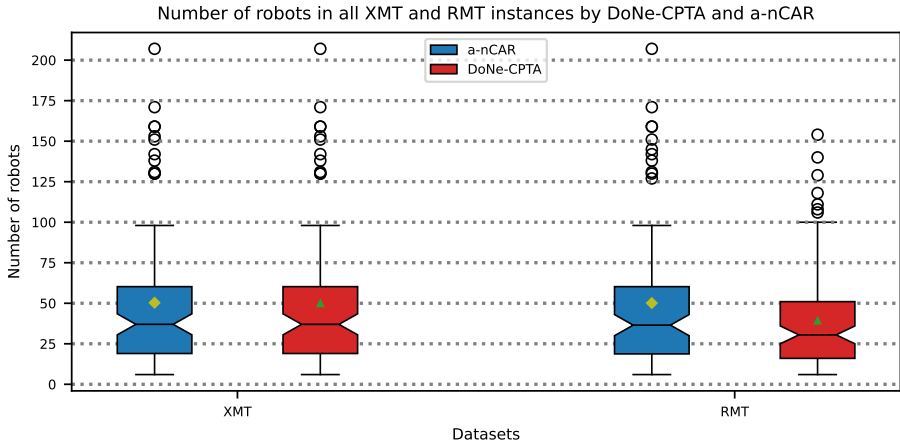 Number of robots in all XMT and RMT instances by DoNe-CPTA and a-nCAR
a-nCAR
DoNe-CPTA
Number of robots
200
175
150
125
100
75
50
25
0
XMT
RMT
Datasets